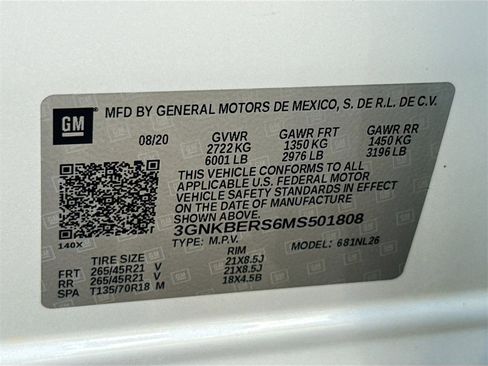 GM
MFD BY GENERAL MOTORS DE MEXICO, S. DE R.L. DE C.V.
08/20 GVWR GAWR FRT GAWR RR
2722 KG 1350 KG 1450 KG
6001 LB 2976 LB 3196 LB
THIS VEHICLE CONFORMS TO ALL
APPLICABLE U.S. FEDERAL MOTOR
VEHICLE SAFETY STANDARDS IN EFFECT
ON THE DATE OF MANUFACTURE
SHOWN ABOVE.
3GNKBERS6MS501808
140X TYPE: M.P.V. MODEL: 681NL26
TIRE SIZE RIM
FRT 265/45R21 V 21X8.5J
RR 265/45R21 V 21X8.5J
SPA T135/70R18 M 18X4.5B